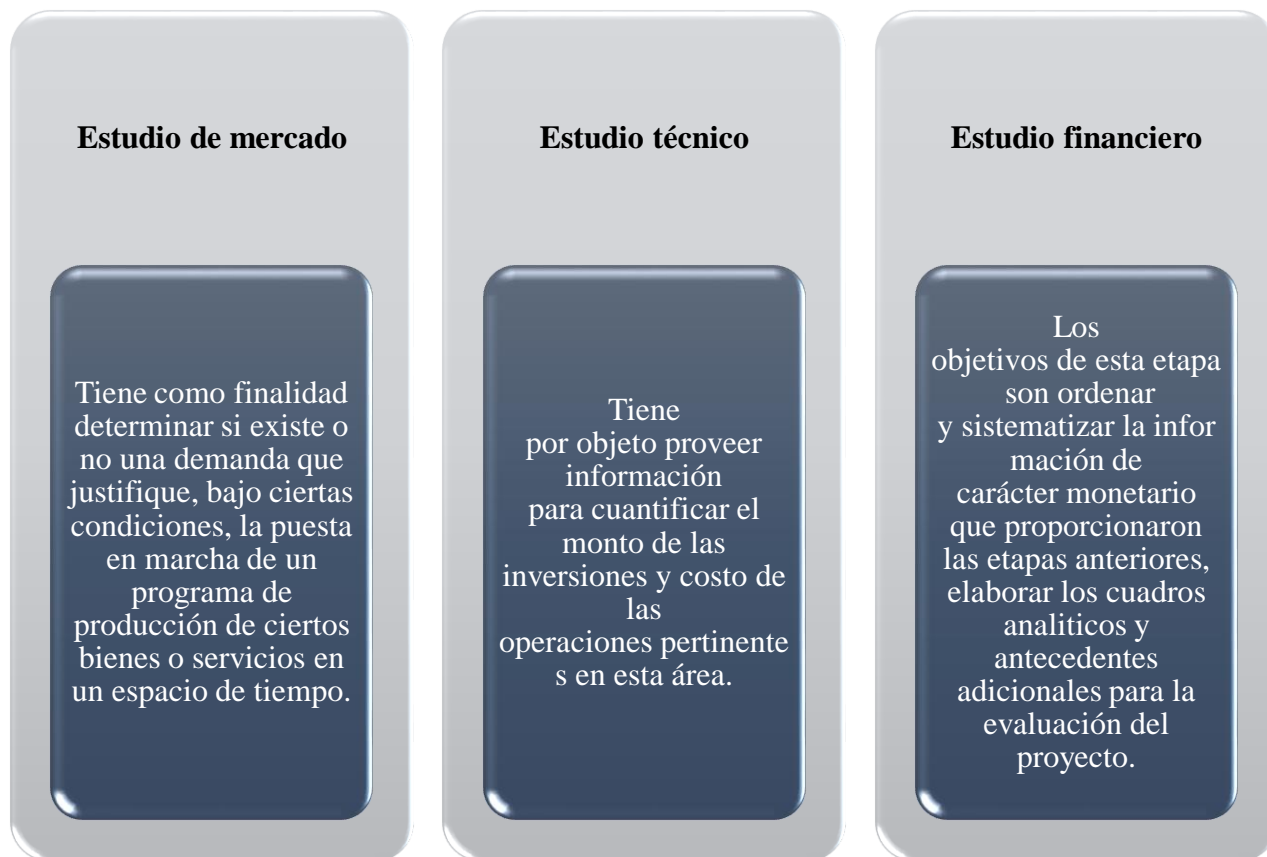 Estudio de mercado
Tiene como finalidad
determinar si existe o
no una demanda que
justifique, bajo ciertas
condiciones, la puesta
en marcha de un
programa de
producción de ciertos
bienes o servicios en
un espacio de tiempo.
Estudio técnico
Tiene
por objeto proveer
información
para cuantificar el
monto de las
inversiones y costo de
las
operaciones pertinente
s en esta área.
Estudio financiero
Los
objetivos de esta etapa
son ordenar
y sistematizar la infor
mación de
carácter monetario
que proporcionaron
las etapas anteriores,
elaborar los cuadros
analiticos y
antecedentes
adicionales para la
evaluación del
proyecto.